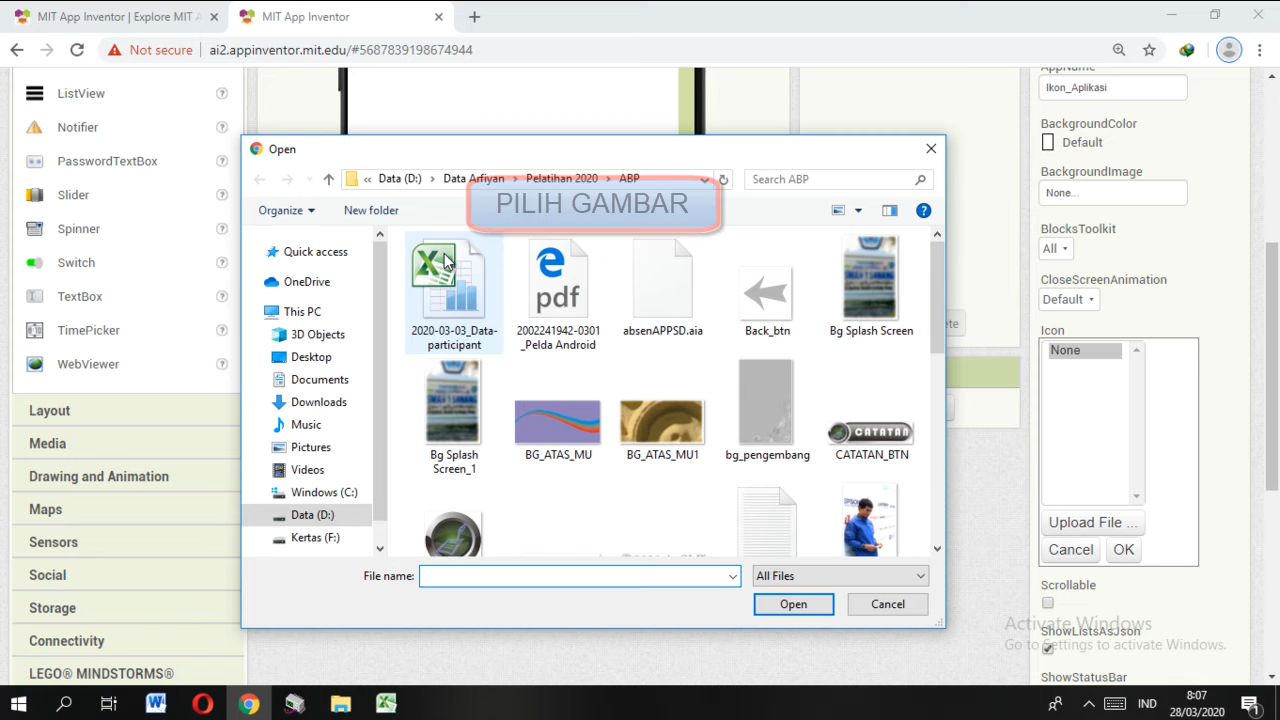 MIT App Inventor | Explore MIT A
MIT App Inventor
Not secure
ai2.appinventor.mit.edu/#5687839198674944
ListView
Notifier
PasswordTextBox
Slider
Spinner
Switch
TextBox
TimePicker
WebViewer
Layout
Media
Drawing and Animation
Maps
Sensors
Social
Storage
Connectivity
LEGO® MINDSTORMS®
Open
« Data (D:) › Data Arfiyan › Pelatihan 2020 › ABP
Search ABP
PILIH GAMBAR
Organize
New folder
Quick access
OneDrive
This PC
3D Objects
Desktop
Documents
Downloads
Music
Pictures
Videos
Windows (C:)
Data (D:)
Kertas (F:)
2020-03-03_Data-participant
pdf
2002241942-0301_Pelda Android
absenAPPSD.aia
Back_btn
Bg Splash Screen
Bg Splash Screen_1
BG_ATAS_MU
BG_ATAS_MU1
bg_pengembang
CATATAN
CATATAN_BTN
File name:
All Files
Open
Cancel
AppName
Ikon_Aplikasi
BackgroundColor
Default
BackgroundImage
None...
BlocksToolkit
All
CloseScreenAnimation
Default
Icon
None
Upload File ...
Cancel
OK
Scrollable
ShowListsAsJson
ShowStatusBar
Activate Windows
Go to Settings to activate Windows.
IND
8:07
28/03/2020